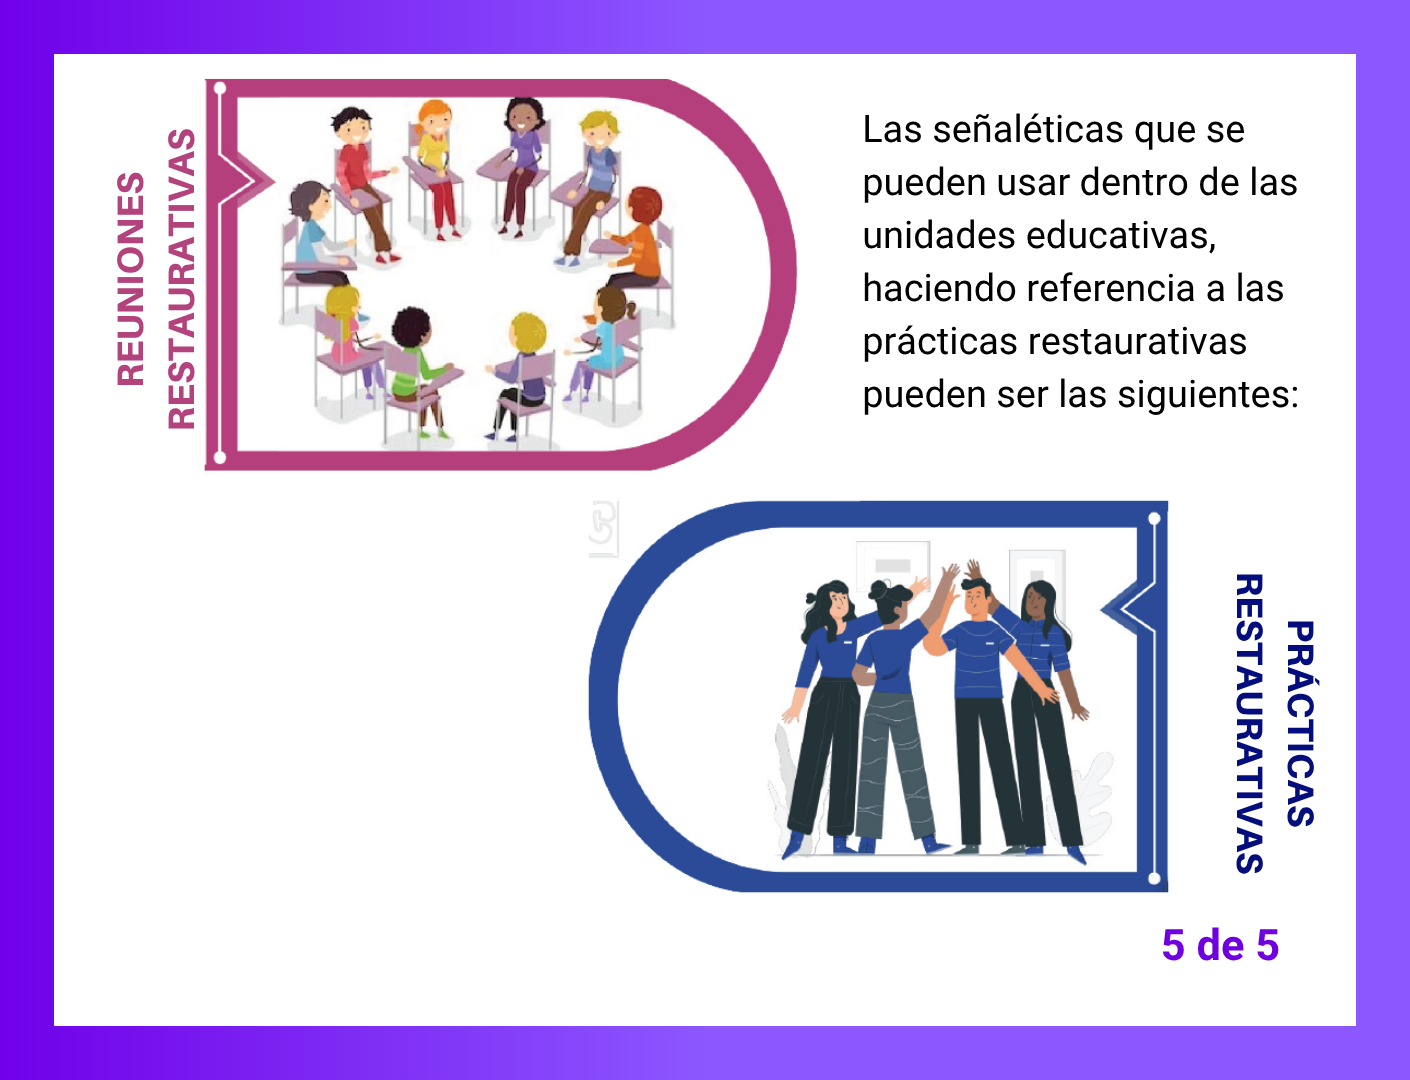 REUNIONES
RESTAURATIVAS
Las señaléticas que se
pueden usar dentro de las
unidades educativas,
haciendo referencia a las
prácticas restaurativas
pueden ser las siguientes:
PRÁCTICAS
RESTAURATIVAS
5 de 5